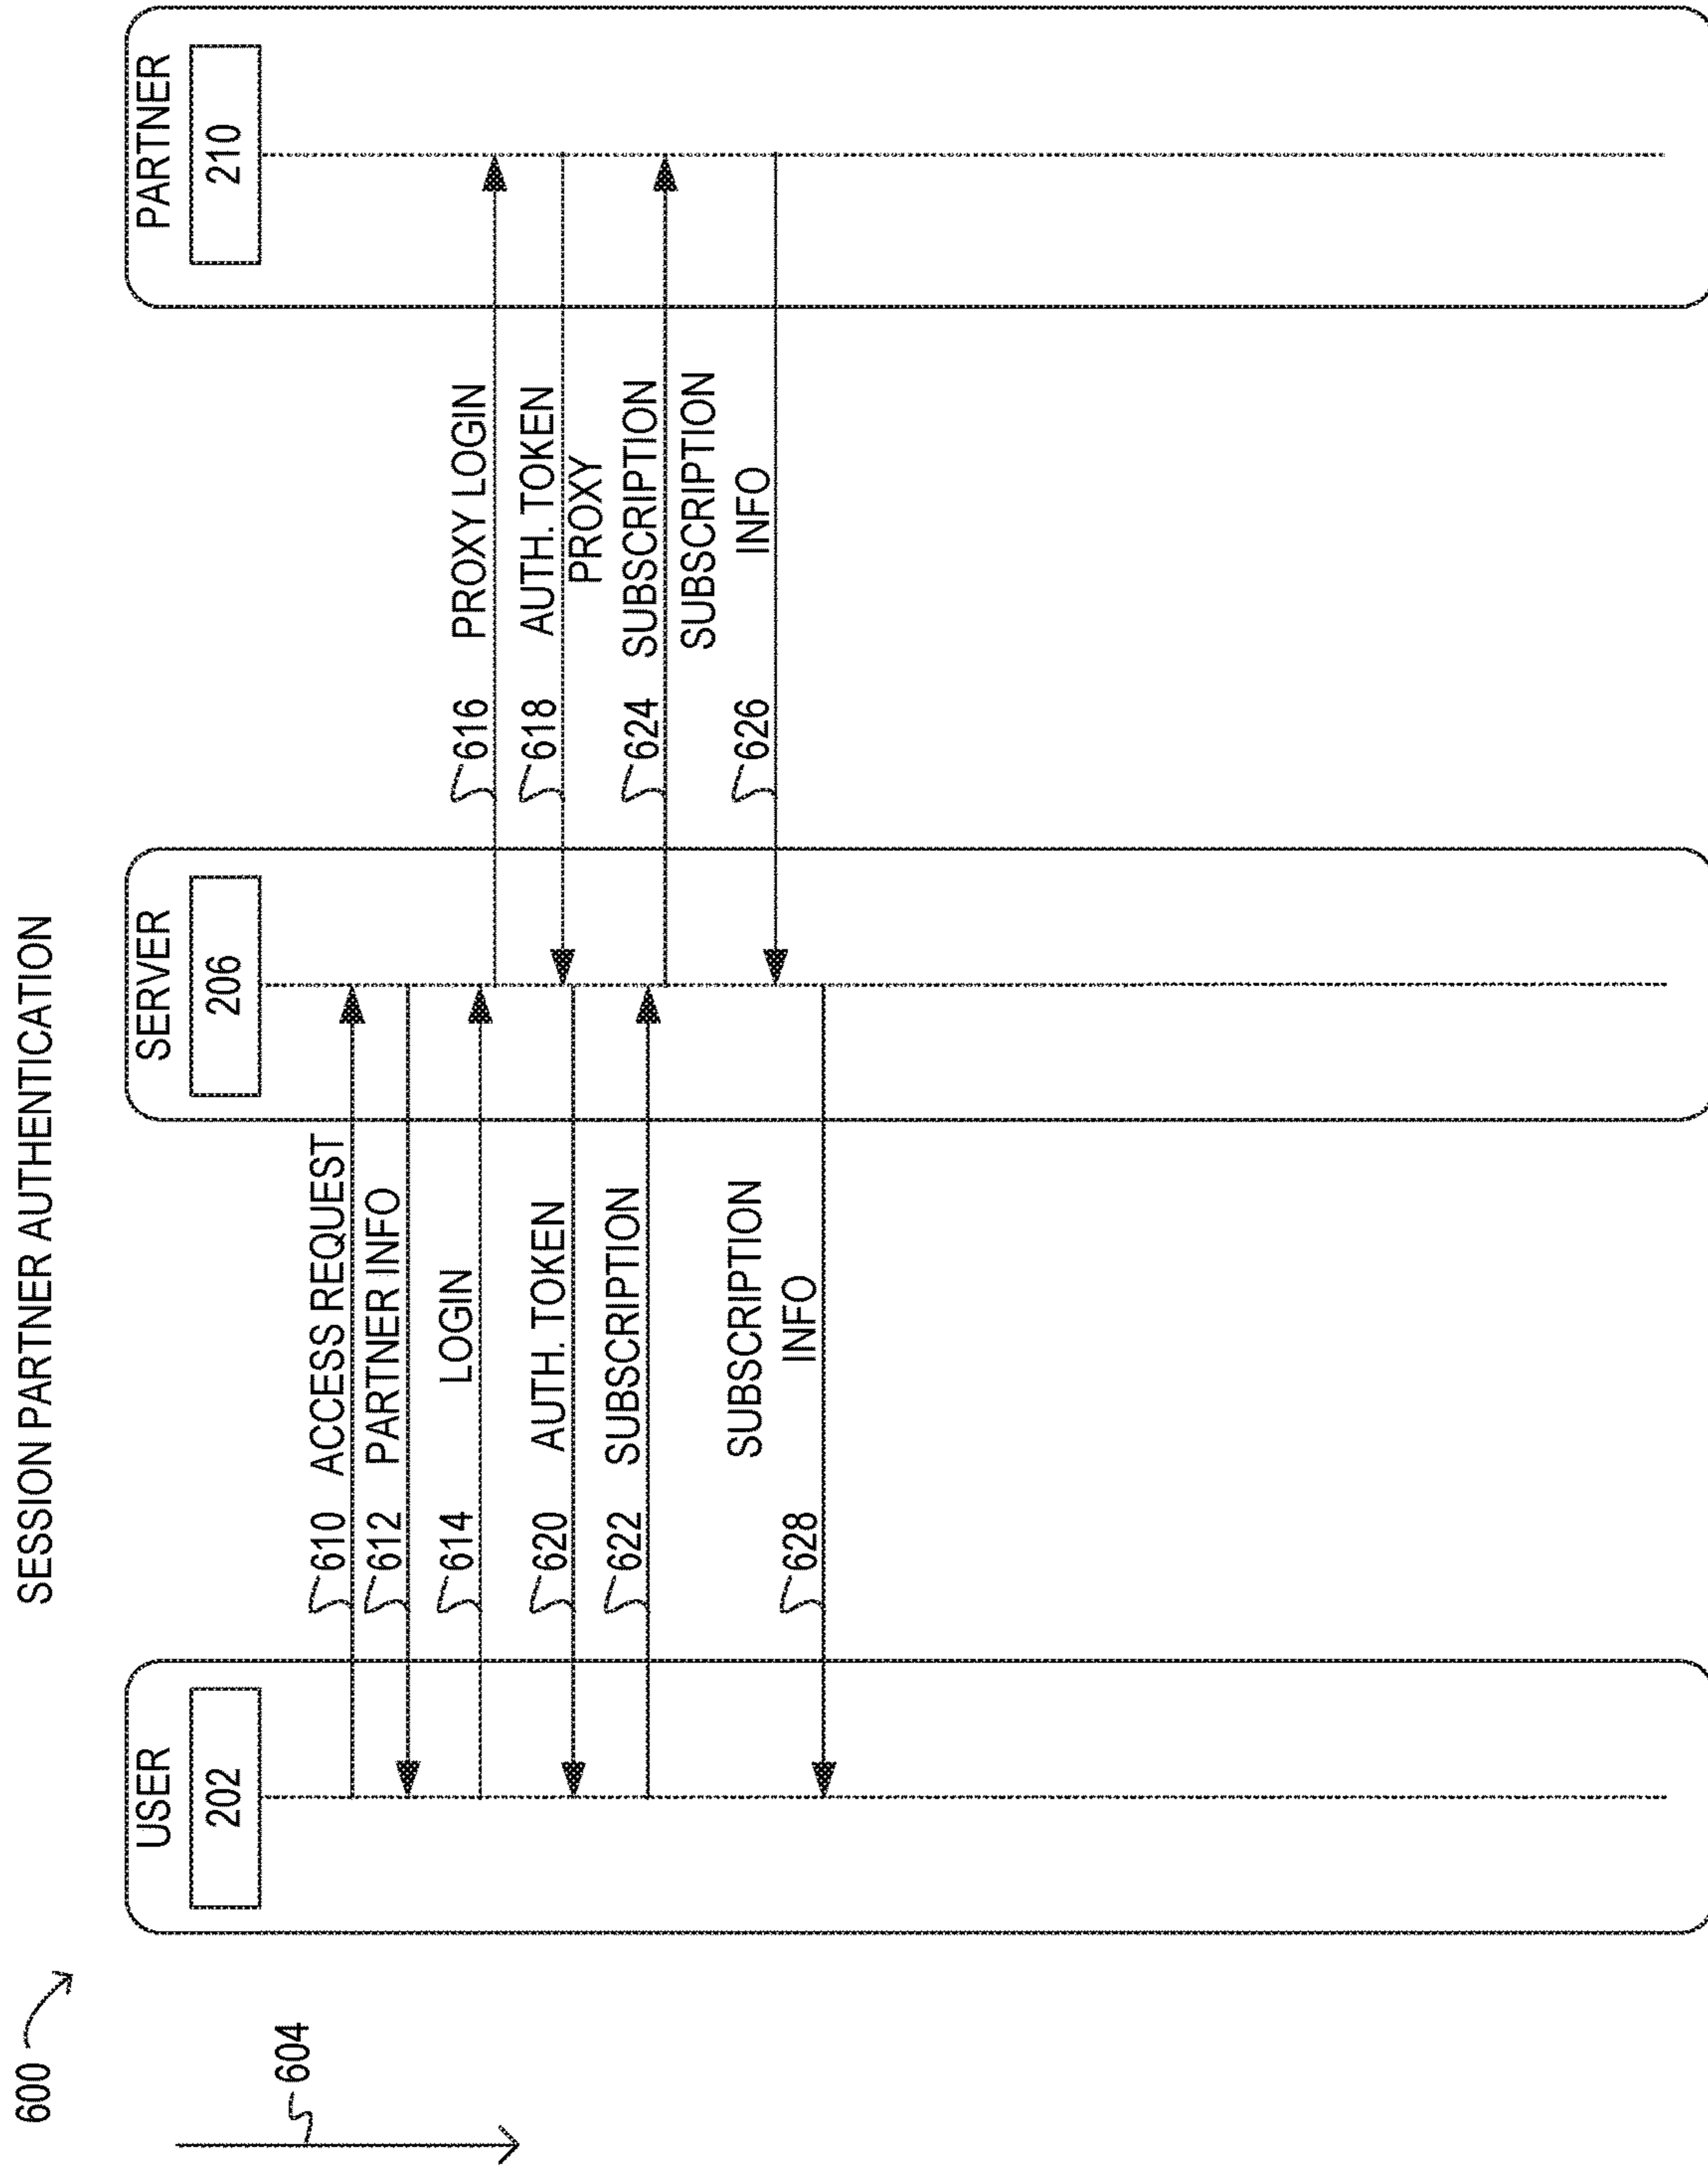 600
SESSION PARTNER AUTHENTICATION
604
USER
202
SERVER
206
PARTNER
210
610 ACCESS REQUEST
612 PARTNER INFO
614 LOGIN
616 PROXY LOGIN
618 AUTH. TOKEN
620 AUTH. TOKEN
PROXY
622 SUBSCRIPTION
624 SUBSCRIPTION
SUBSCRIPTION
626 INFO
SUBSCRIPTION
628 INFO